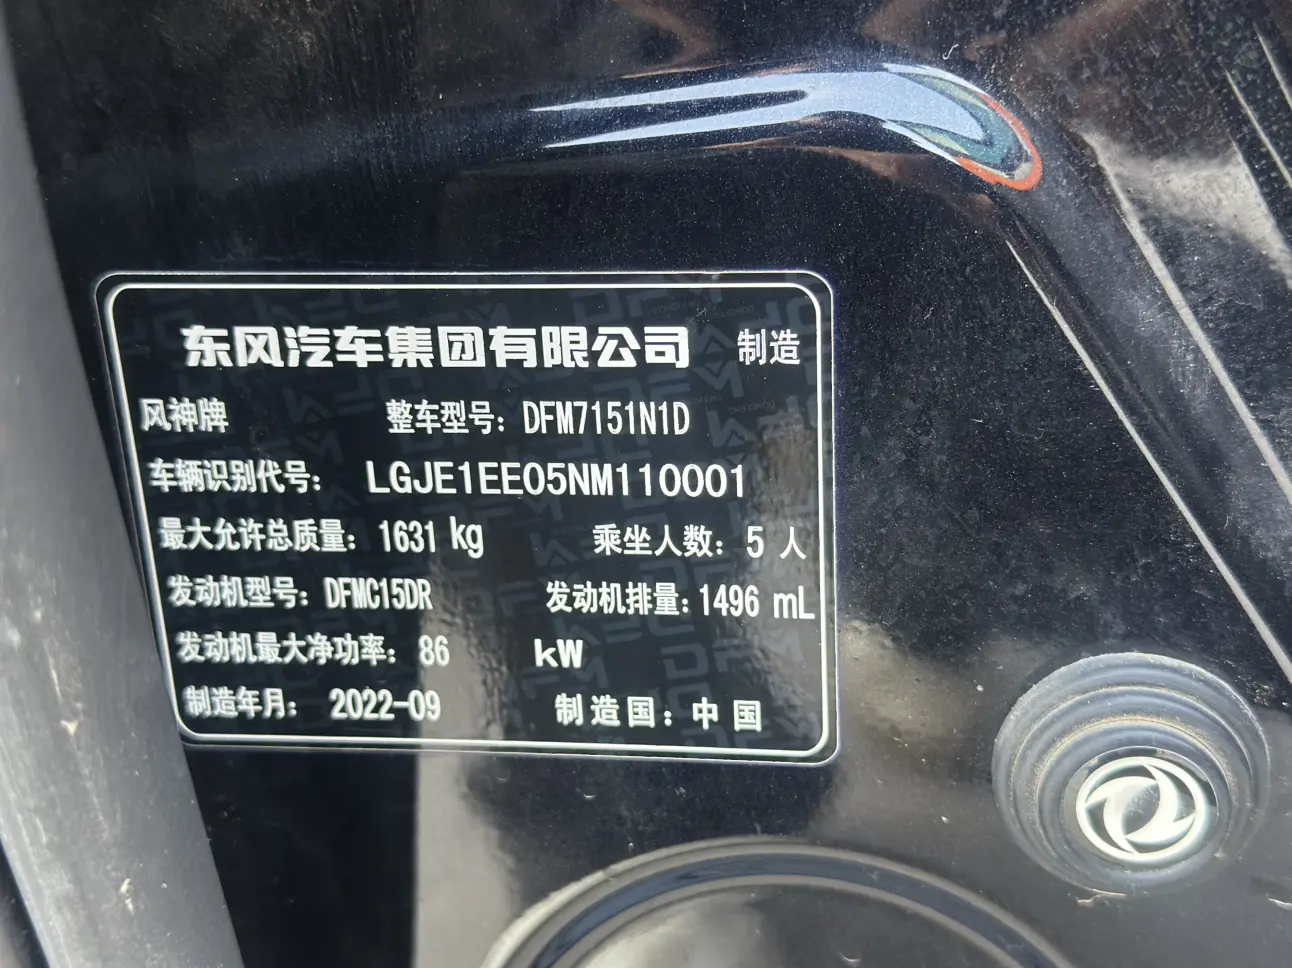 东风汽车集团有限公司 制造
风神牌 整车型号：DFM7151N1D
车辆识别代号：LGJE1EE05NM110001
最大允许总质量：1631 kg 乘坐人数：5 人
发动机型号：DFMC15DR 发动机排量：1496 mL
发动机最大净功率：86 kW
制造年月：2022-09 制造国：中国